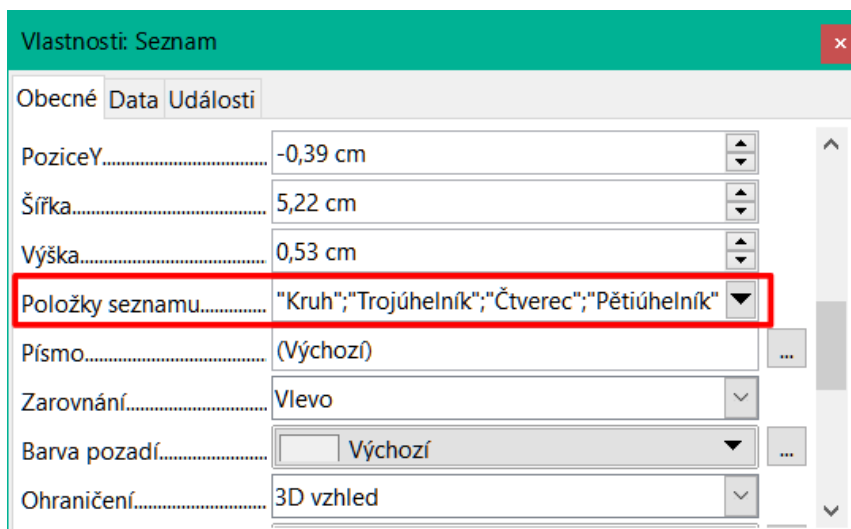 Vlastnosti: Seznam
×
Obecné Data Události
PoziceY................................. -0,39 cm
Šířka....................................... 5,22 cm
Výška...................................... 0,53 cm
Položky seznamu.............. "Kruh";"Trojúhelník";"Čtverec";"Pětiúhelník"
Písmo..................................... (Výchozí) ...
Zarovnání............................. Vlevo
Barva pozadí....................... Výchozí ...
Ohraničení........................... 3D vzhled